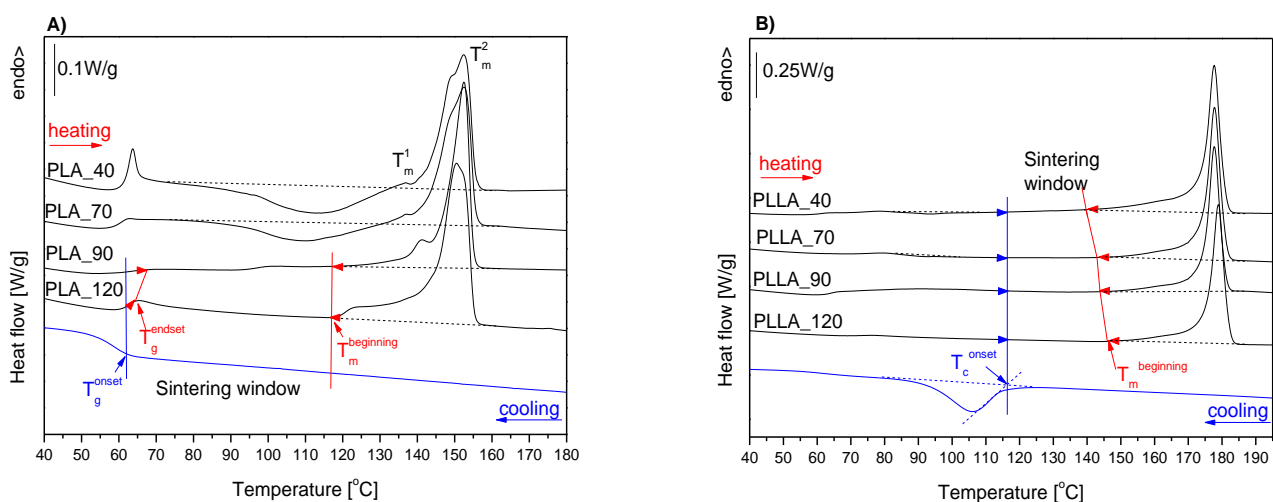 A)
endo>
0.1W/g
T_m^2
heating
T_m^1
PLA_40
PLA_70
PLA_90
PLA_120
T_g^endset
T_m^beginning
T_g^onset
Sintering window
cooling
Heat flow [W/g]
40 50 60 70 80 90 100 110 120 130 140 150 160 170 180
Temperature [°C]
B)
edno>
0.25W/g
heating
Sintering
window
PLLA_40
PLLA_70
PLLA_90
PLLA_120
T_c^onset
T_m^beginning
cooling
Heat flow [W/g]
40 50 60 70 80 90 100 110 120 130 140 150 160 170 180 190
Temperature [°C]